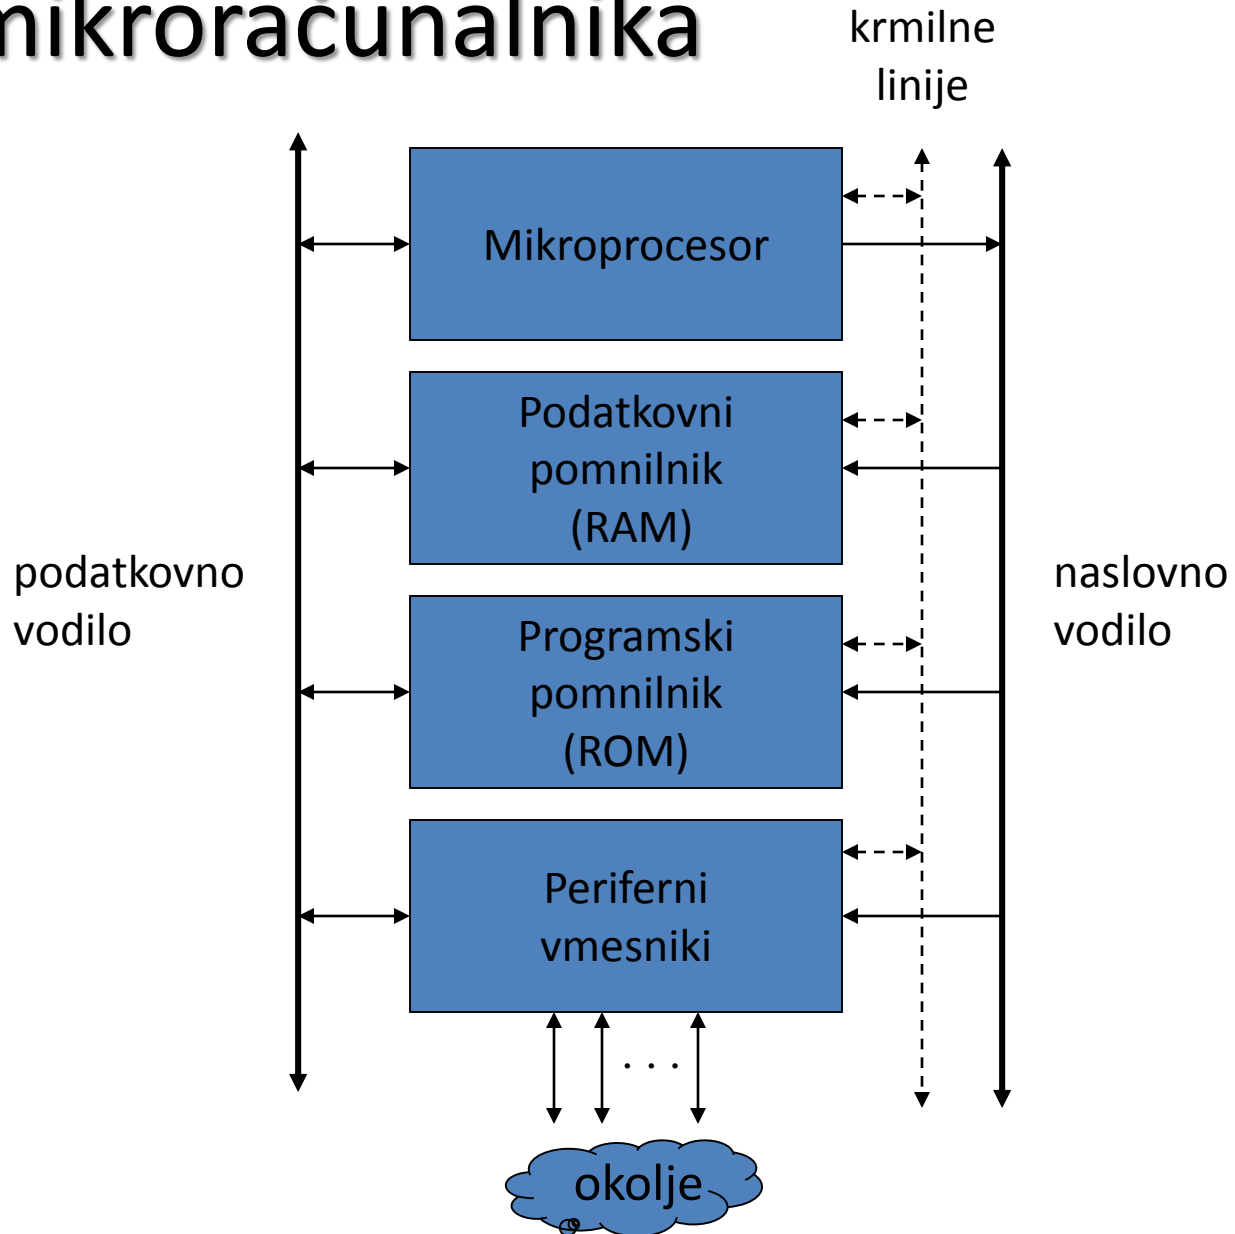 mikroračunalnika
krmilne
linije
Mikroprocesor
Podatkovni
pomnilnik
(RAM)
podatkovno
vodilo
naslovno
vodilo
Programski
pomnilnik
(ROM)
Periferni
vmesniki
. . .
okolje